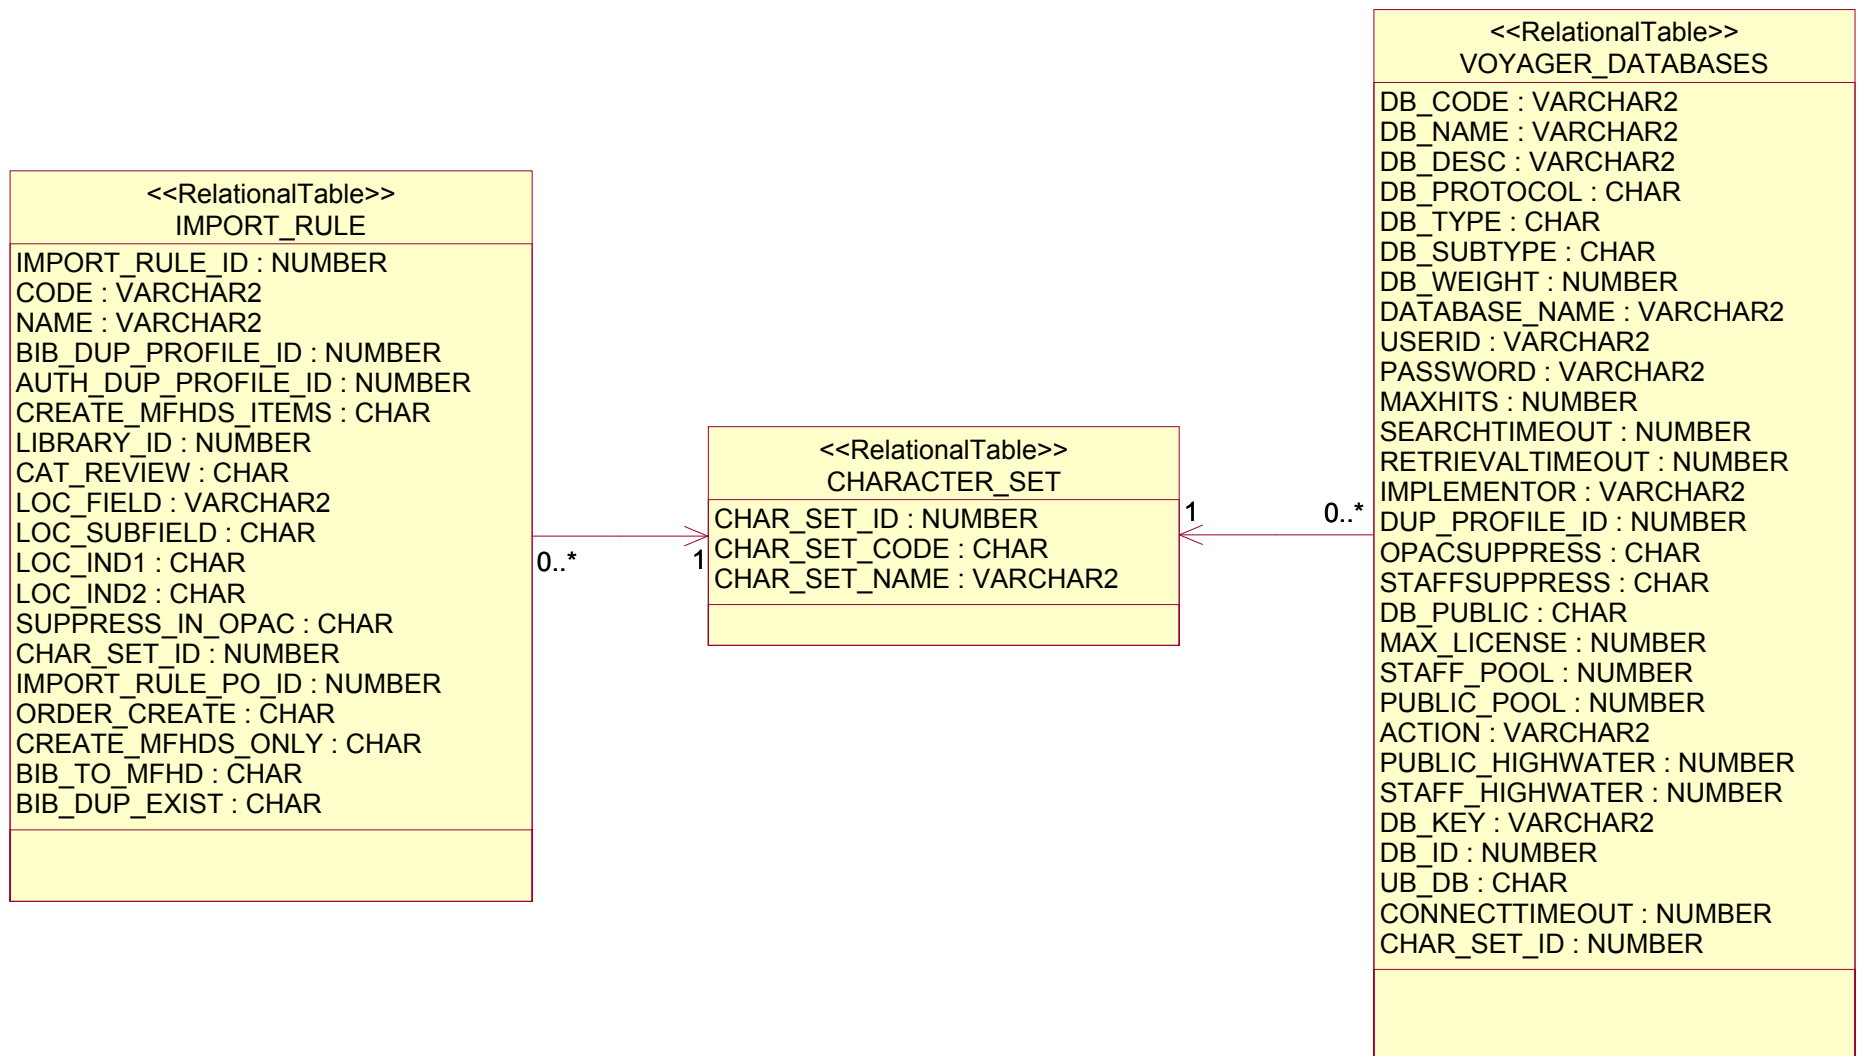 <<RelationalTable>>
IMPORT_RULE
IMPORT_RULE_ID : NUMBER
CODE : VARCHAR2
NAME : VARCHAR2
BIB_DUP_PROFILE_ID : NUMBER
AUTH_DUP_PROFILE_ID : NUMBER
CREATE_MFHDS_ITEMS : CHAR
LIBRARY_ID : NUMBER
CAT_REVIEW : CHAR
LOC_FIELD : VARCHAR2
LOC_SUBFIELD : CHAR
LOC_IND1 : CHAR
LOC_IND2 : CHAR
SUPPRESS_IN_OPAC : CHAR
CHAR_SET_ID : NUMBER
IMPORT_RULE_PO_ID : NUMBER
ORDER_CREATE : CHAR
CREATE_MFHDS_ONLY : CHAR
BIB_TO_MFHD : CHAR
BIB_DUP_EXIST : CHAR
0..*
1
<<RelationalTable>>
CHARACTER_SET
CHAR_SET_ID : NUMBER
CHAR_SET_CODE : CHAR
CHAR_SET_NAME : VARCHAR2
1
0..*
<<RelationalTable>>
VOYAGER_DATABASES
DB_CODE : VARCHAR2
DB_NAME : VARCHAR2
DB_DESC : VARCHAR2
DB_PROTOCOL : CHAR
DB_TYPE : CHAR
DB_SUBTYPE : CHAR
DB_WEIGHT : NUMBER
DATABASE_NAME : VARCHAR2
USERID : VARCHAR2
PASSWORD : VARCHAR2
MAXHITS : NUMBER
SEARCHTIMEOUT : NUMBER
RETRIEVALTIMEOUT : NUMBER
IMPLEMENTOR : VARCHAR2
DUP_PROFILE_ID : NUMBER
OPACSUPPRESS : CHAR
STAFFSUPPRESS : CHAR
DB_PUBLIC : CHAR
MAX_LICENSE : NUMBER
STAFF_POOL : NUMBER
PUBLIC_POOL : NUMBER
ACTION : VARCHAR2
PUBLIC_HIGHWATER : NUMBER
STAFF_HIGHWATER : NUMBER
DB_KEY : VARCHAR2
DB_ID : NUMBER
UB_DB : CHAR
CONNECTTIMEOUT : NUMBER
CHAR_SET_ID : NUMBER